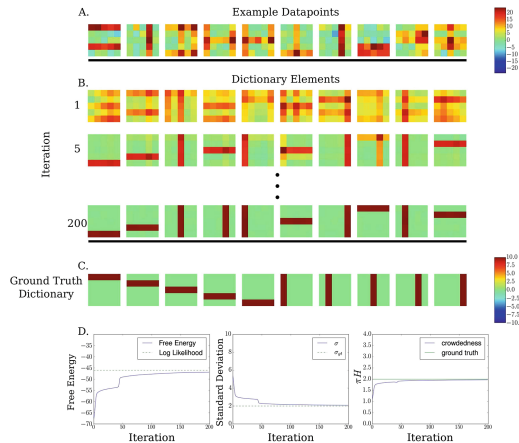 A.
Example Datapoints
20
15
10
5
0
−5
−10
−15
−20
B.
Dictionary Elements
Iteration
1
5
200
C.
Ground Truth
Dictionary
10.0
7.5
5.0
2.5
0.0
−2.5
−5.0
−7.5
−10.
D.
Free Energy
−35
−40
−45
−50
−55
−60
−65
−70
Free Energy
Log Likelihood
0
50
100
150
200
Iteration
Standard Deviation
10
8
6
4
2
0
σ
σgt
0
50
100
150
200
Iteration
πH
4.0
3.5
3.0
2.5
2.0
1.5
1.0
0.5
0.0
crowdedness
ground truth
0
50
100
150
200
Iteration